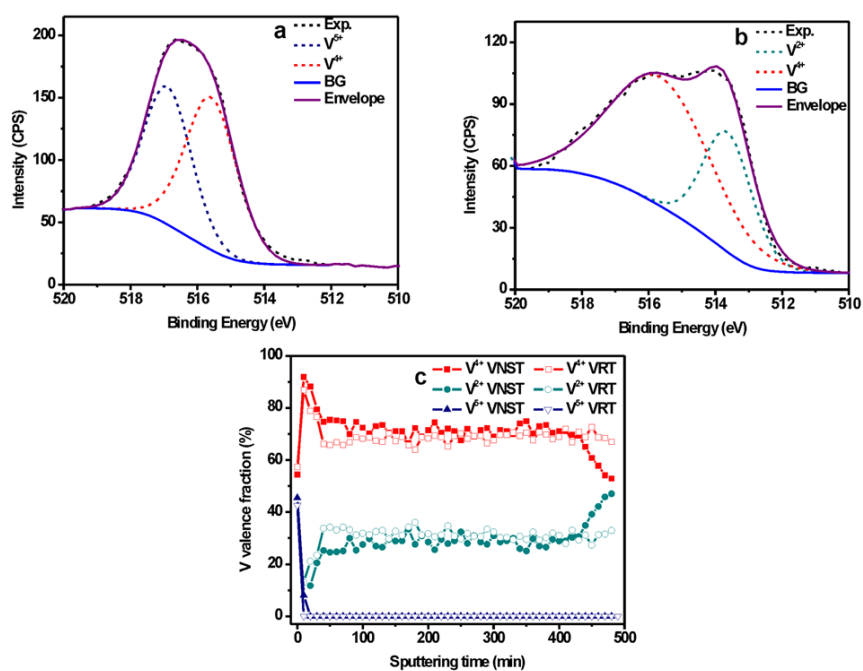 a
Exp.
V5+
V4+
BG
Envelope
200
150
100
50
0
Intensity (CPS)
520 518 516 514 512 510
Binding Energy (eV)
b
Exp.
V2+
V4+
BG
Envelope
120
90
60
30
0
Intensity (CPS)
520 518 516 514 512 510
Binding Energy (eV)
c
V4+ VNST V4+ VRT
V2+ VNST V2+ VRT
V5+ VNST V5+ VRT
100
80
60
40
20
0
V valence fraction (%)
0 100 200 300 400 500
Sputtering time (min)